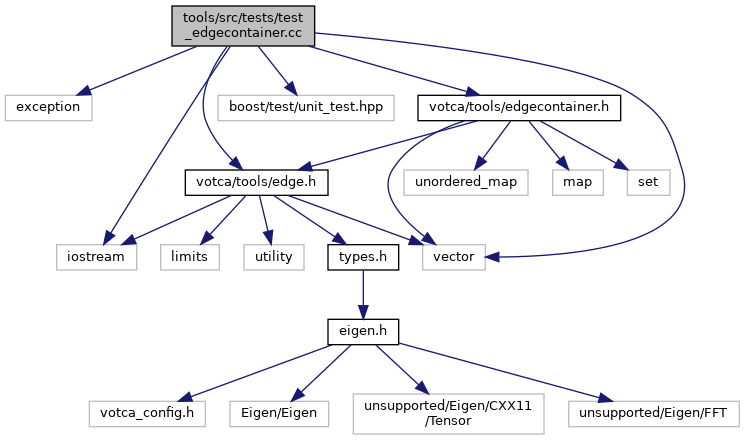 tools/src/tests/test
_edgecontainer.cc
exception
boost/test/unit_test.hpp
votca/tools/edgecontainer.h
votca/tools/edge.h
unordered_map
map
set
iostream
limits
utility
types.h
vector
eigen.h
votca_config.h
Eigen/Eigen
unsupported/Eigen/CXX11
/Tensor
unsupported/Eigen/FFT